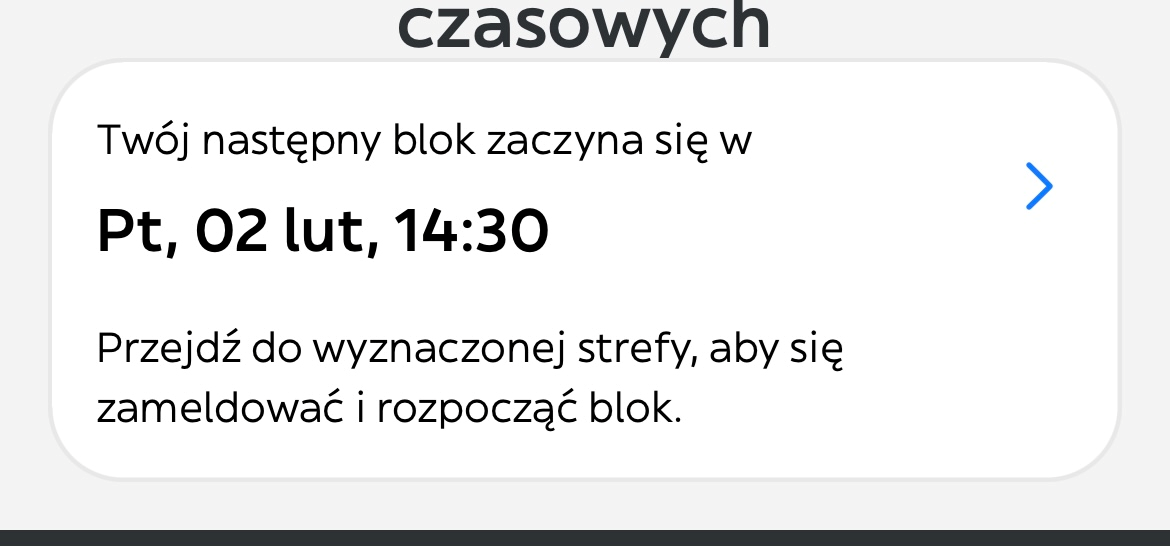 czasowych
Twój następny blok zaczyna się w
Pt, 02 lut, 14:30
Przejdź do wyznaczonej strefy, aby się
zameldować i rozpocząć blok.